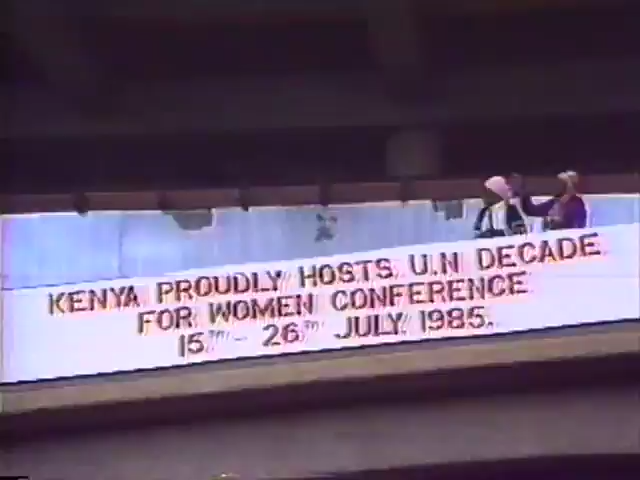 KENYA PROUDLY HOSTS U.N DECADE
FOR WOMEN CONFERENCE
15TH - 26TH JULY 1985.